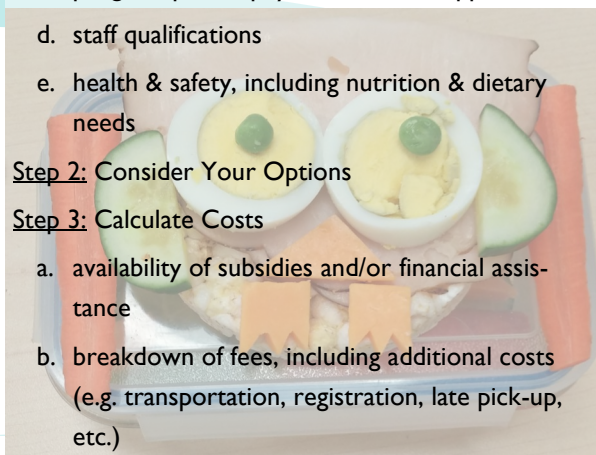 d. staff qualifications
e. health & safety, including nutrition & dietary
needs
Step 2: Consider Your Options
Step 3: Calculate Costs
a. availability of subsidies and/or financial assis-
tance
b. breakdown of fees, including additional costs
(e.g. transportation, registration, late pick-up,
etc.)